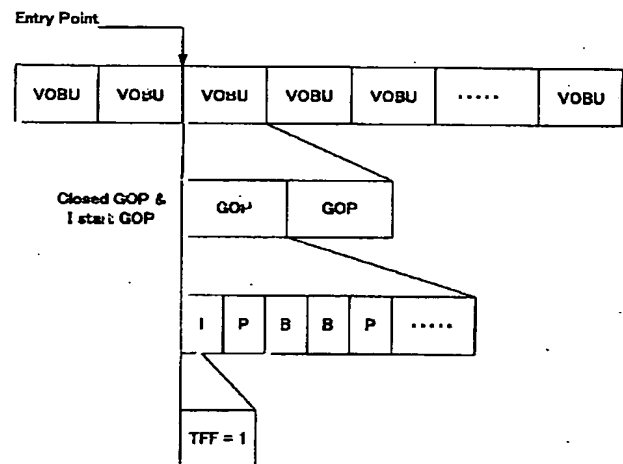 Entry Point
VOBU VOBU VOBU VOBU VOBU ····· VOBU
Closed GOP &
I start GOP
GOP GOP
I P B B P ·····
TFF = 1